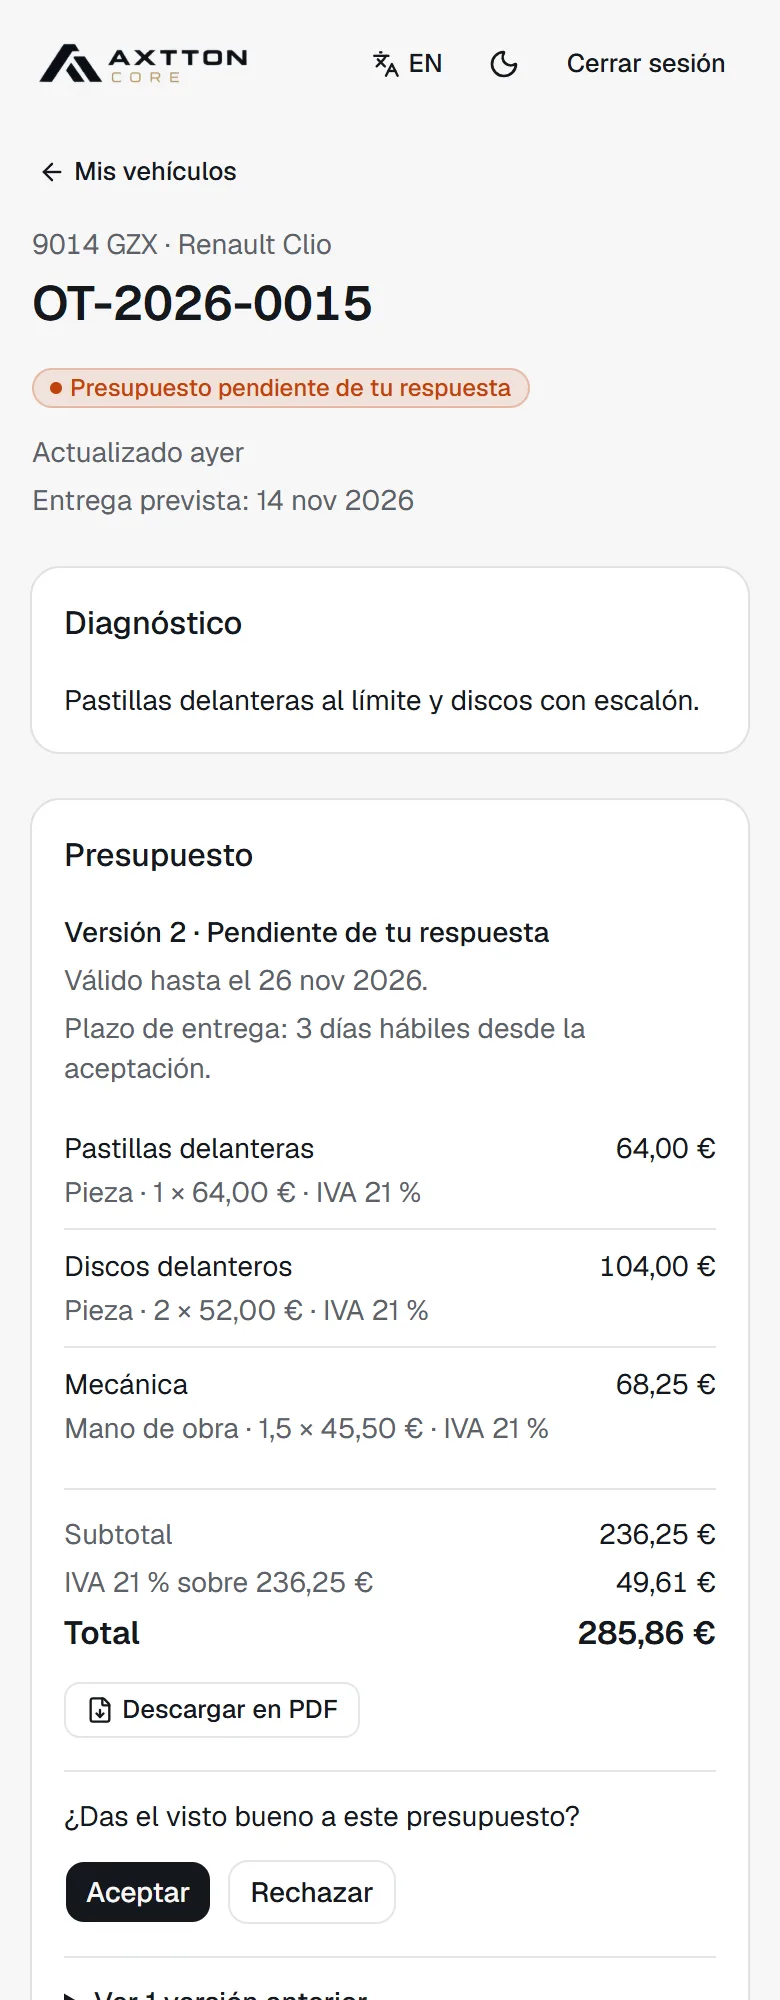 AXTTON
CORE
EN
Cerrar sesión
← Mis vehículos
9014 GZX · Renault Clio
OT-2026-0015
Presupuesto pendiente de tu respuesta
Actualizado ayer
Entrega prevista: 14 nov 2026
Diagnóstico
Pastillas delanteras al límite y discos con escalón.
Presupuesto
Versión 2 · Pendiente de tu respuesta
Válido hasta el 26 nov 2026.
Plazo de entrega: 3 días hábiles desde la
aceptación.
Pastillas delanteras 64,00 €
Pieza · 1 × 64,00 € · IVA 21 %
Discos delanteros 104,00 €
Pieza · 2 × 52,00 € · IVA 21 %
Mecánica 68,25 €
Mano de obra · 1,5 × 45,50 € · IVA 21 %
Subtotal 236,25 €
IVA 21 % sobre 236,25 € 49,61 €
Total 285,86 €
Descargar en PDF
¿Das el visto bueno a este presupuesto?
Aceptar
Rechazar
Ver 1 versión anterior